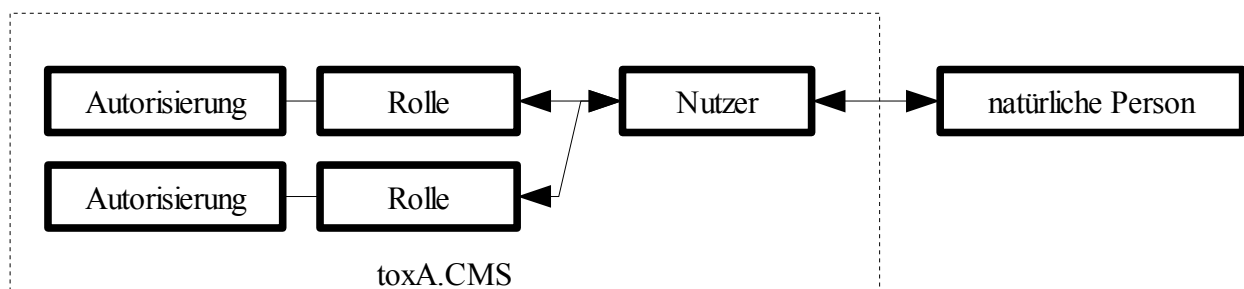 Autorisierung Rolle Nutzer natürliche Person
Autorisierung Rolle
toxA.CMS